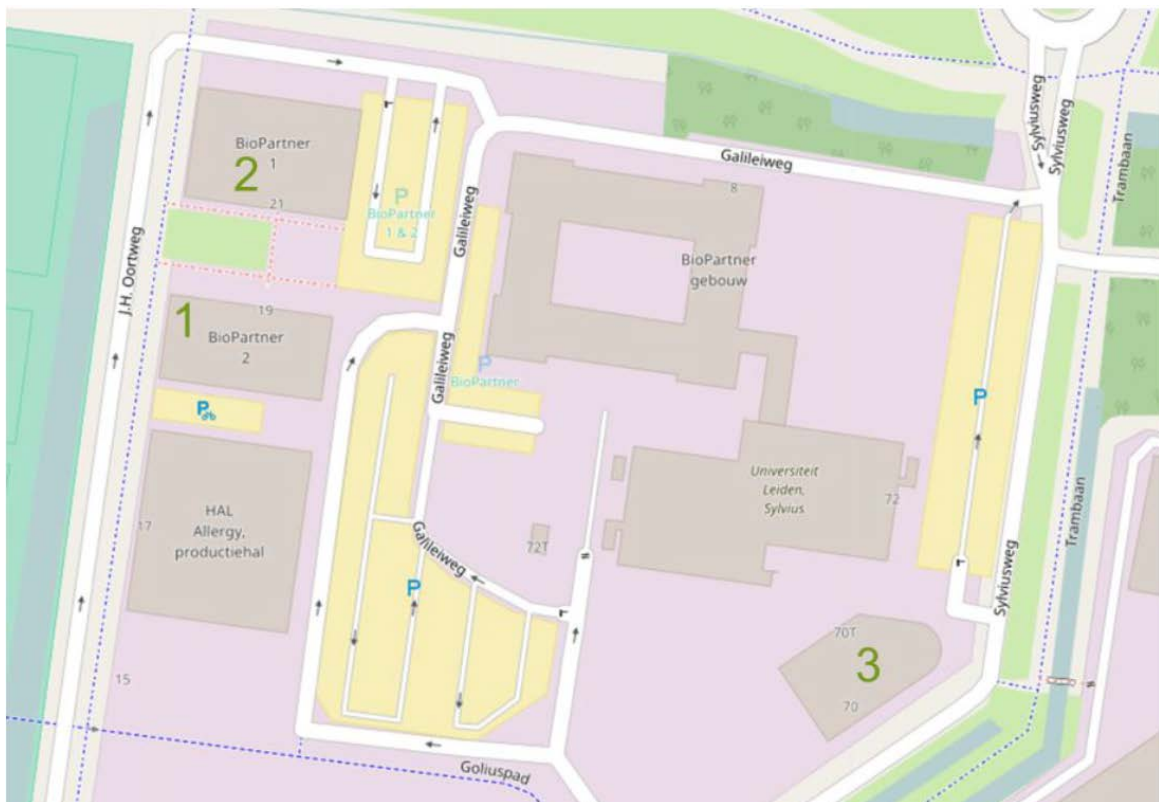 Sylviusweg
Sylviusweg
Trambaan
BioPartner
1
2
21
P
BioPartner
1 & 2
Galileiweg
Galileiweg
8
BioPartner
gebouw
J.H. Oortweg
1
19
BioPartner
2
P
BioPartner
Galileiweg
P
P
HAL
Allergy,
productiehal
17
Universiteit
Leiden,
Sylvius
72
72T
Galileiweg
P
Trambaan
Sylviusweg
70T
3
70
15
Goliuspad